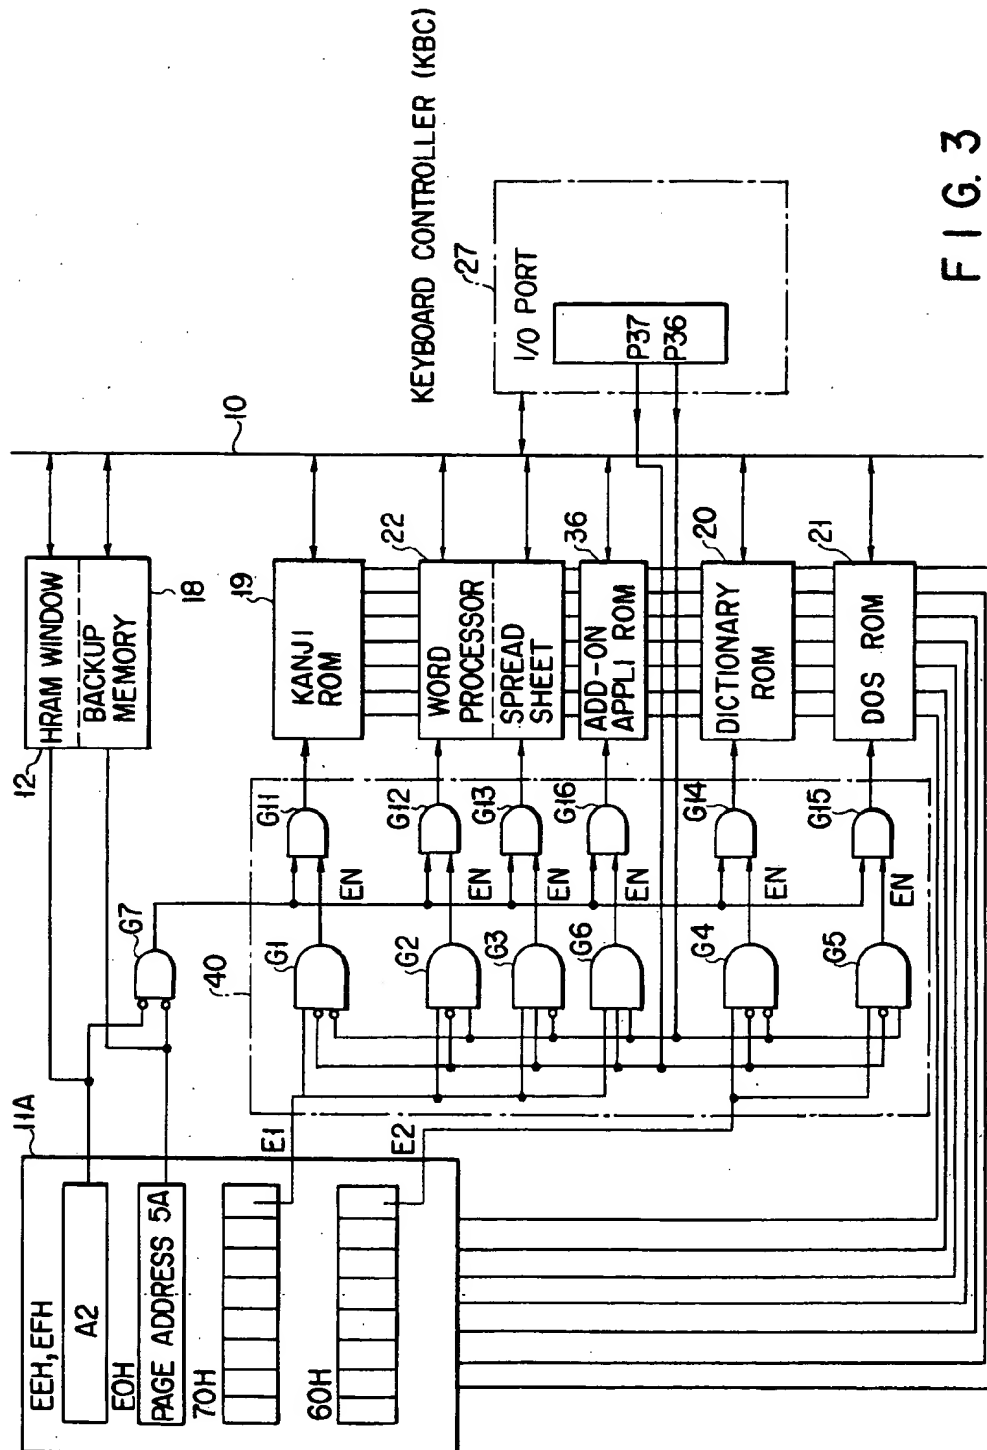 11A
EEH, EFH
A2
E0H
PAGE ADDRESS 5A
70H
60H
E1
E2
12
HRAM WINDOW
BACKUP
MEMORY
18
G7
40
G1
G2
G3
G6
G4
G5
EN
EN
EN
EN
EN
EN
G11
G12
G13
G16
G14
G15
19
KANJI
ROM
22
WORD
PROCESSOR
SPREAD
SHEET
36
ADD-ON
APPLI ROM
20
DICTIONARY
ROM
21
DOS ROM
10
KEYBOARD CONTROLLER (KBC)
27
I/O PORT
P37
P36
FIG. 3